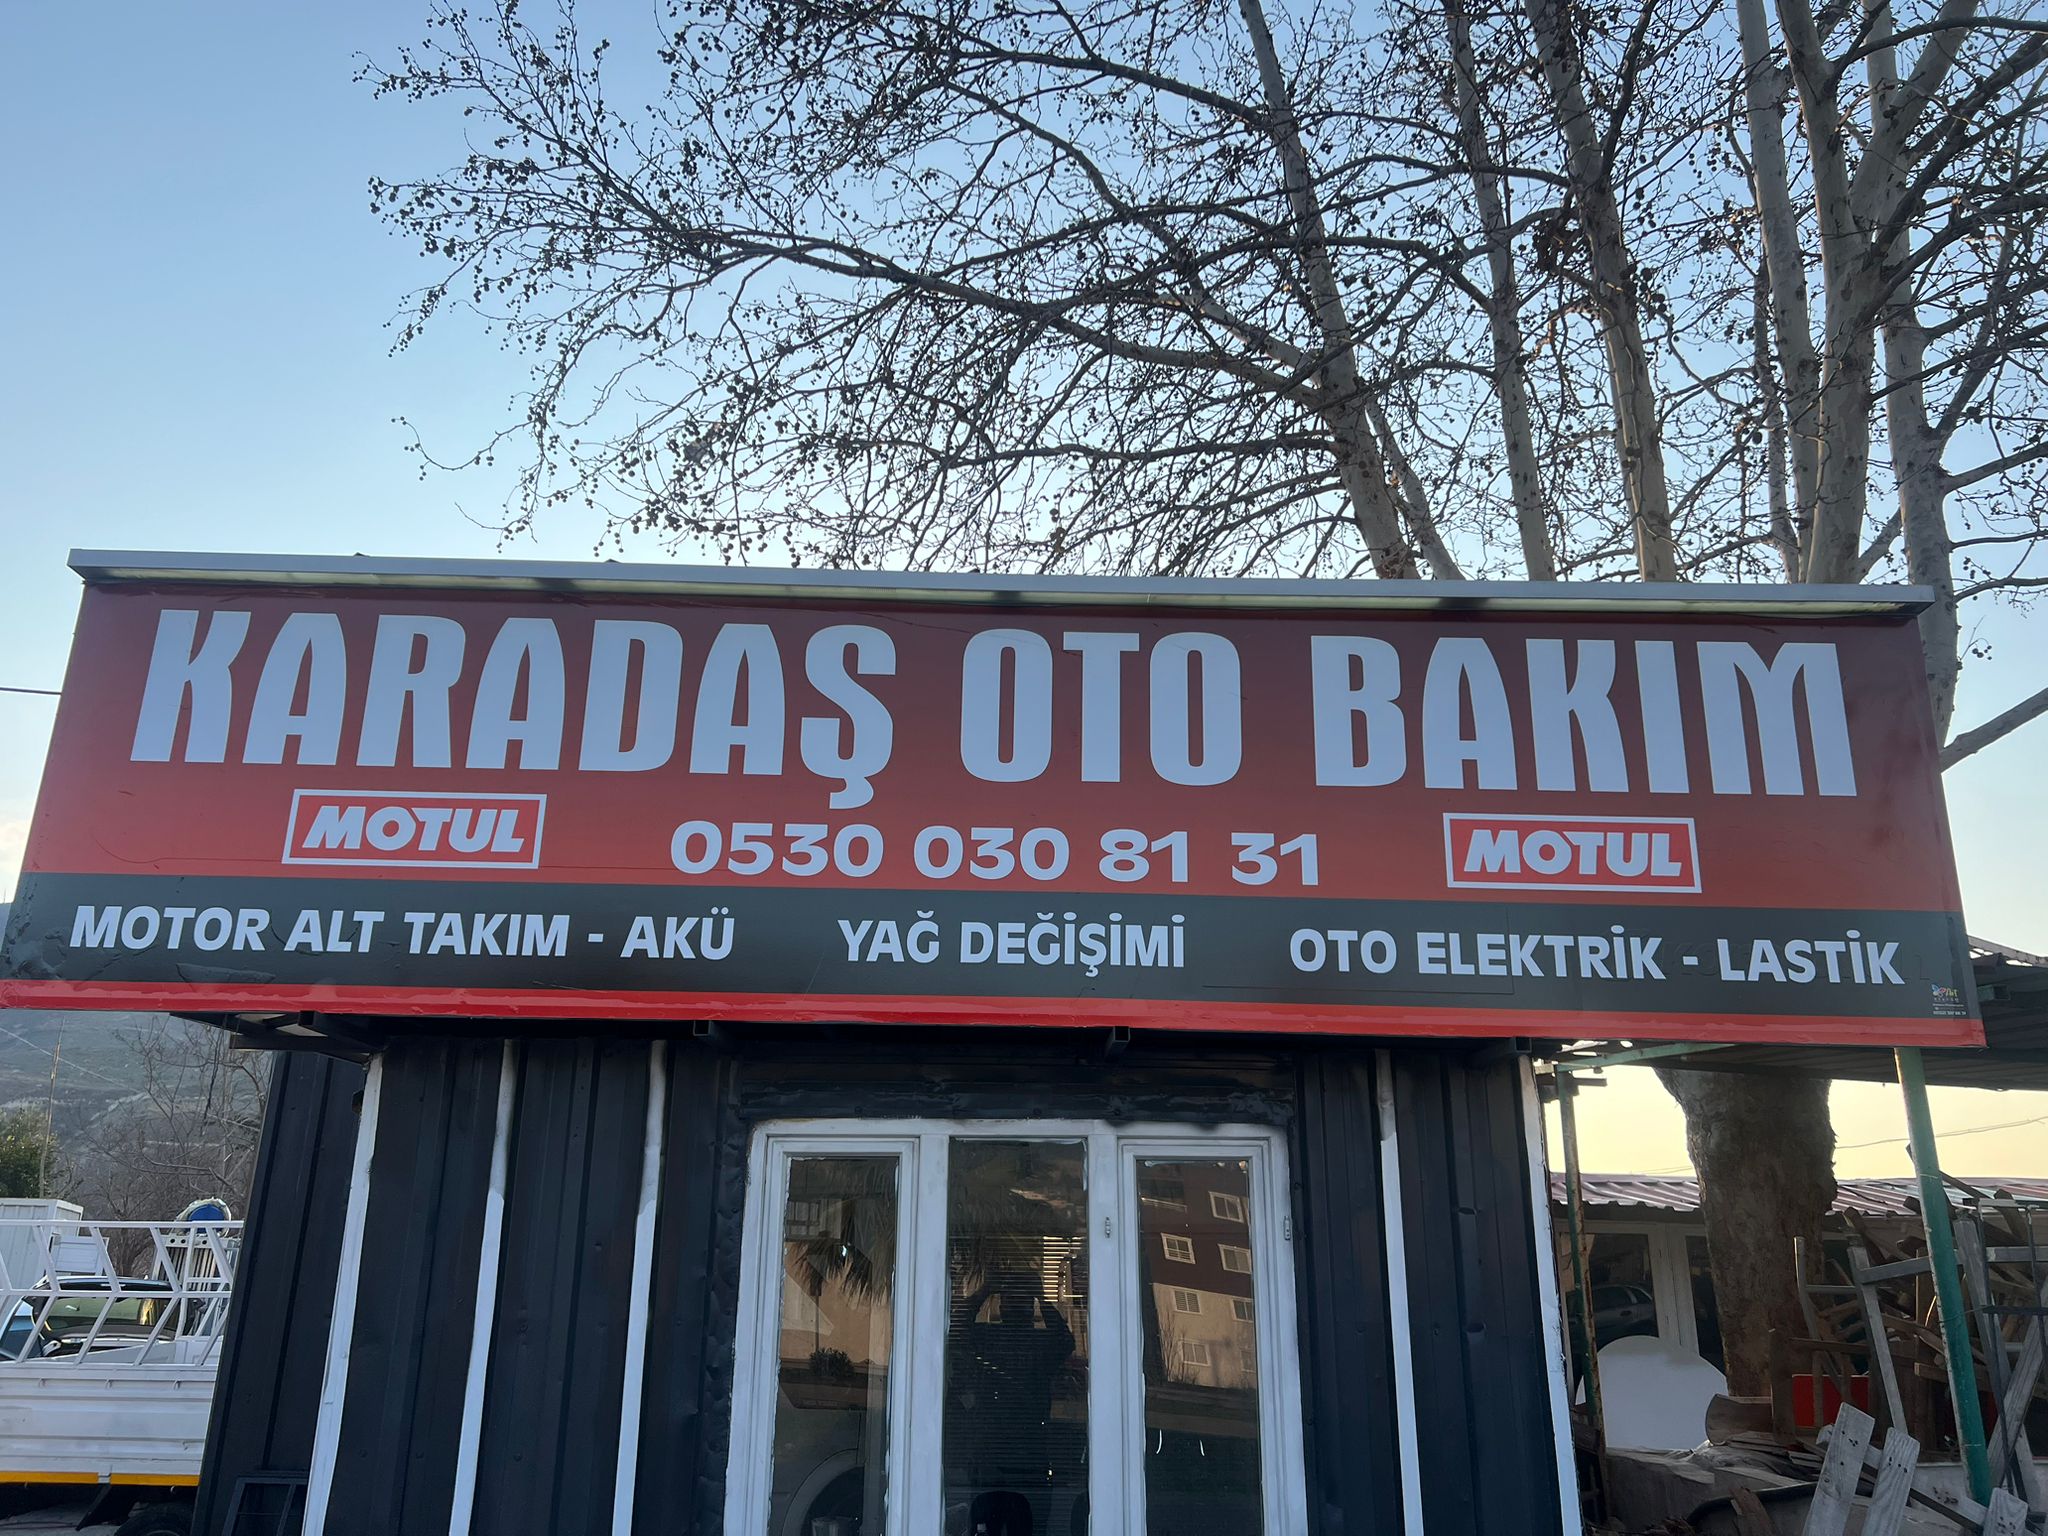 KARADAŞ OTO BAKIM
MOTUL 0530 030 81 31 MOTUL
MOTOR ALT TAKIM - AKÜ YAĞ DEĞİŞİMİ OTO ELEKTRİK - LASTİK